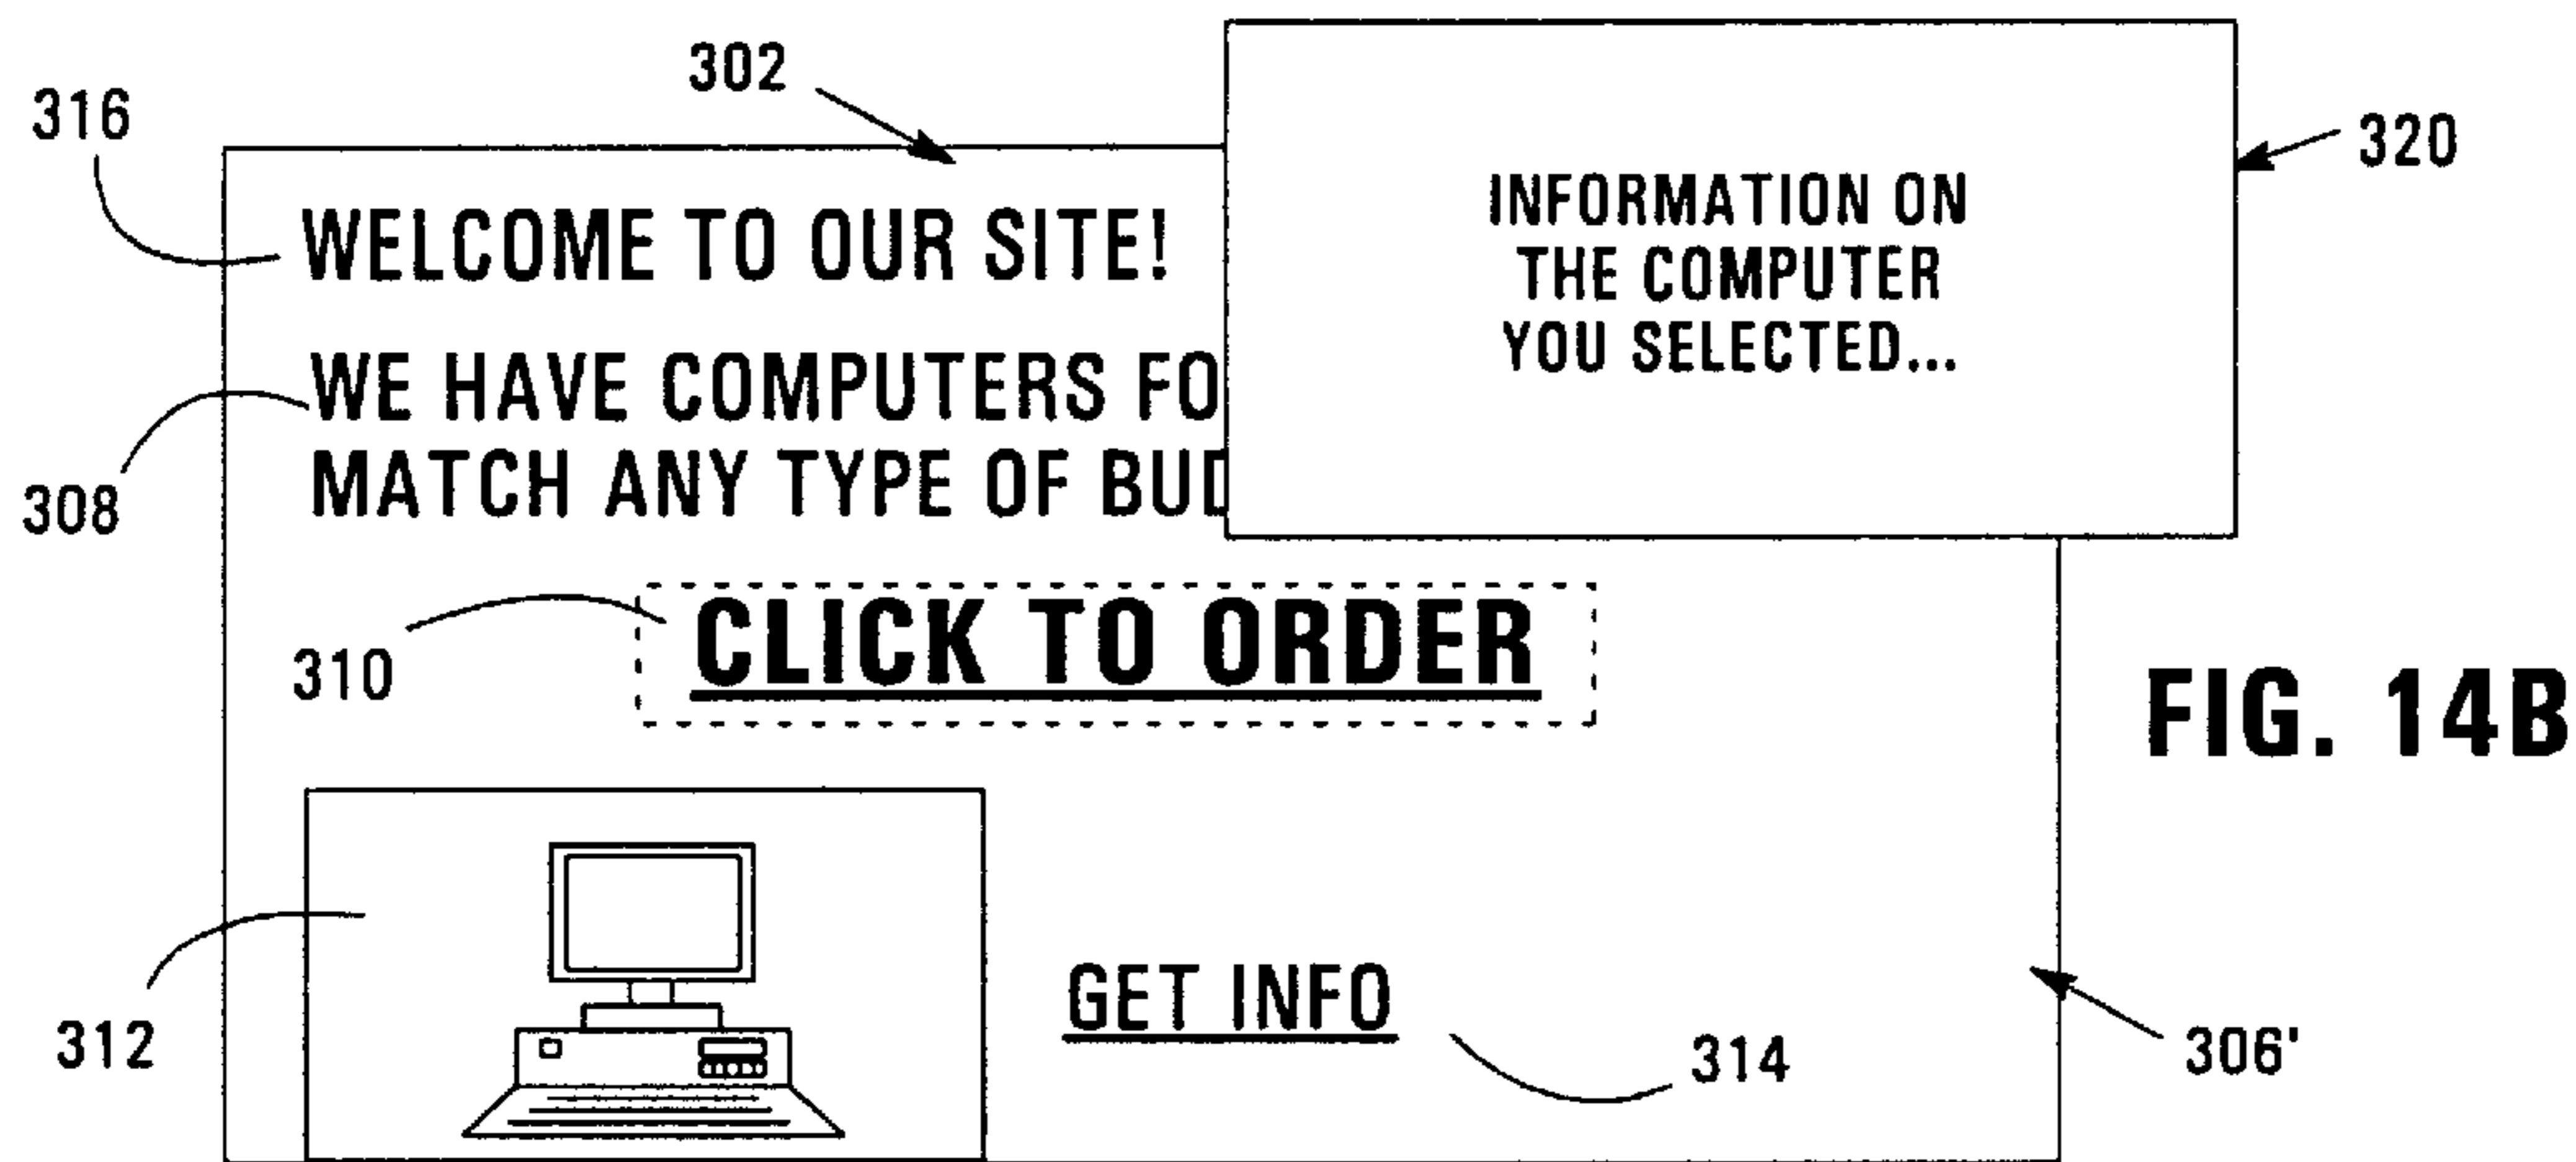 302
316
320
WELCOME TO OUR SITE!
INFORMATION ON
THE COMPUTER
YOU SELECTED...
WE HAVE COMPUTERS FO
MATCH ANY TYPE OF BUD
308
CLICK TO ORDER
310
FIG. 14B
GET INFO
312
314
306'